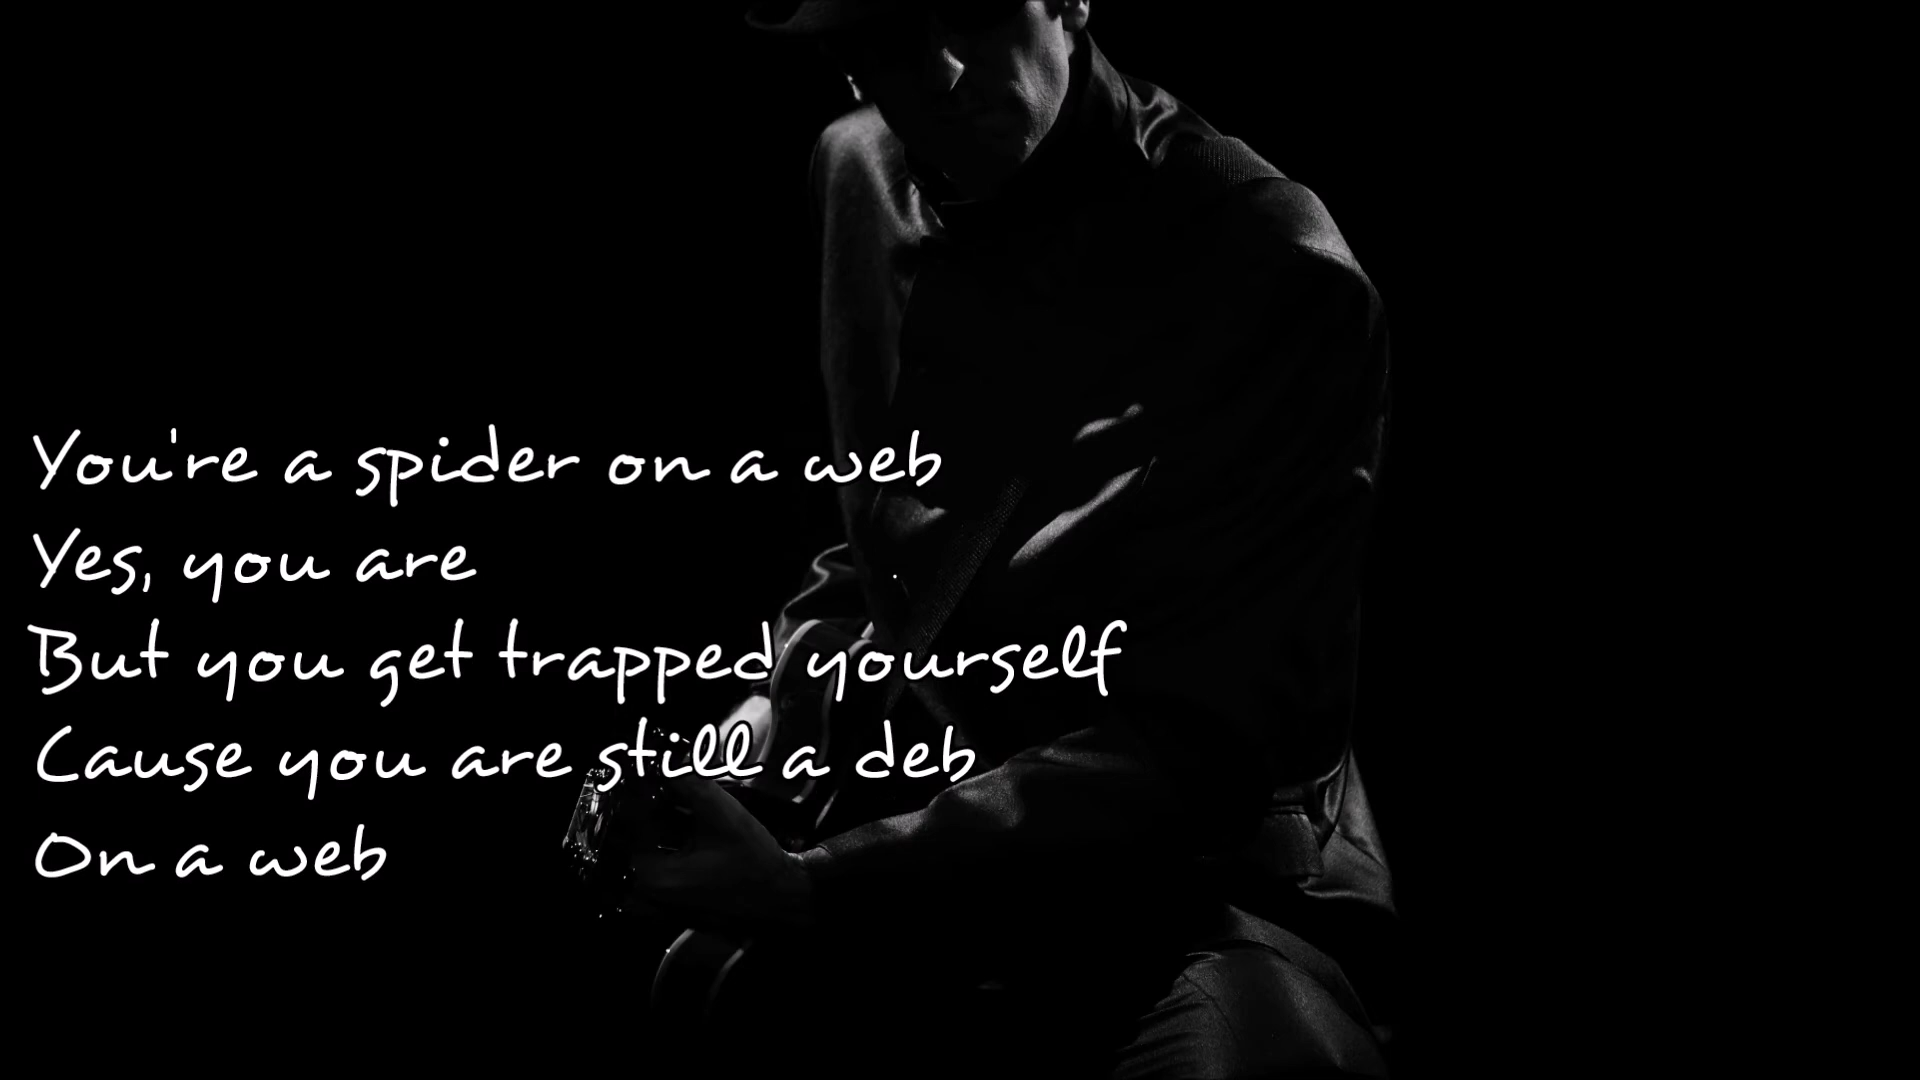 You're a spider on a web
Yes, you are
But you get trapped yourself
Cause you are still a deb
On a web